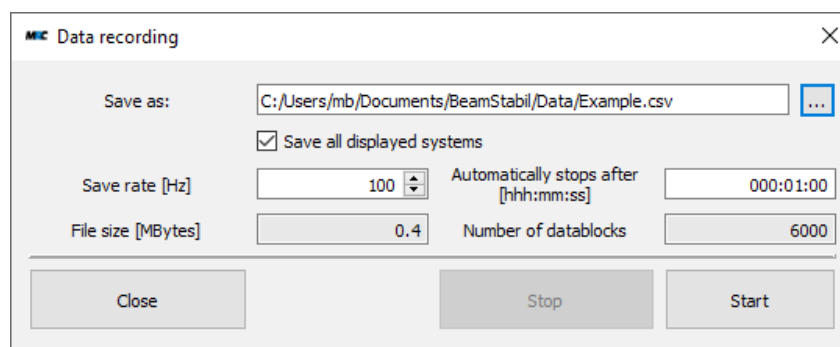 MRC Data recording
Save as: C:/Users/mb/Documents/BeamStabil/Data/Example.csv ...
Save all displayed systems
Save rate [Hz] 100 Automatically stops after [hhh:mm:ss] 000:01:00
File size [MBytes] 0.4 Number of datablocks 6000
Close Stop Start